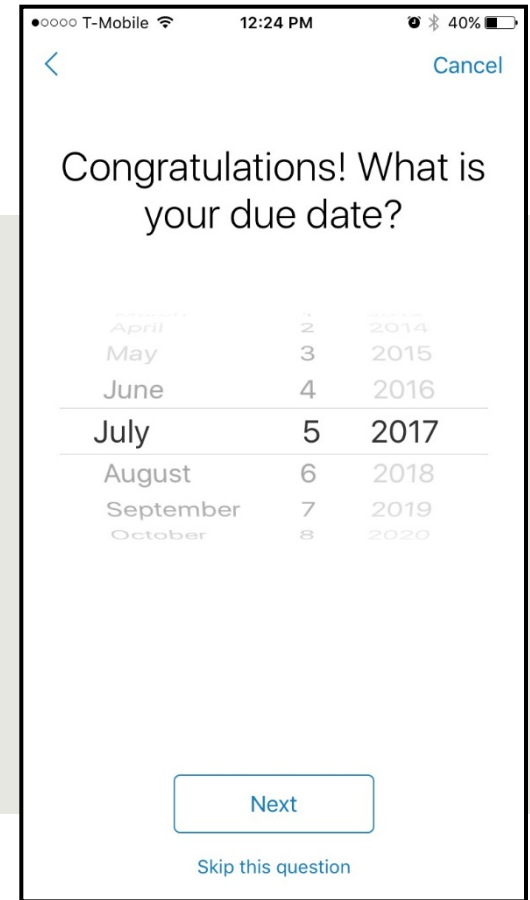 T-Mobile 12:24 PM 40%
Cancel
Congratulations! What is
your due date?
April 2 2014
May 3 2015
June 4 2016
July 5 2017
August 6 2018
September 7 2019
October 8 2020
Next
Skip this question